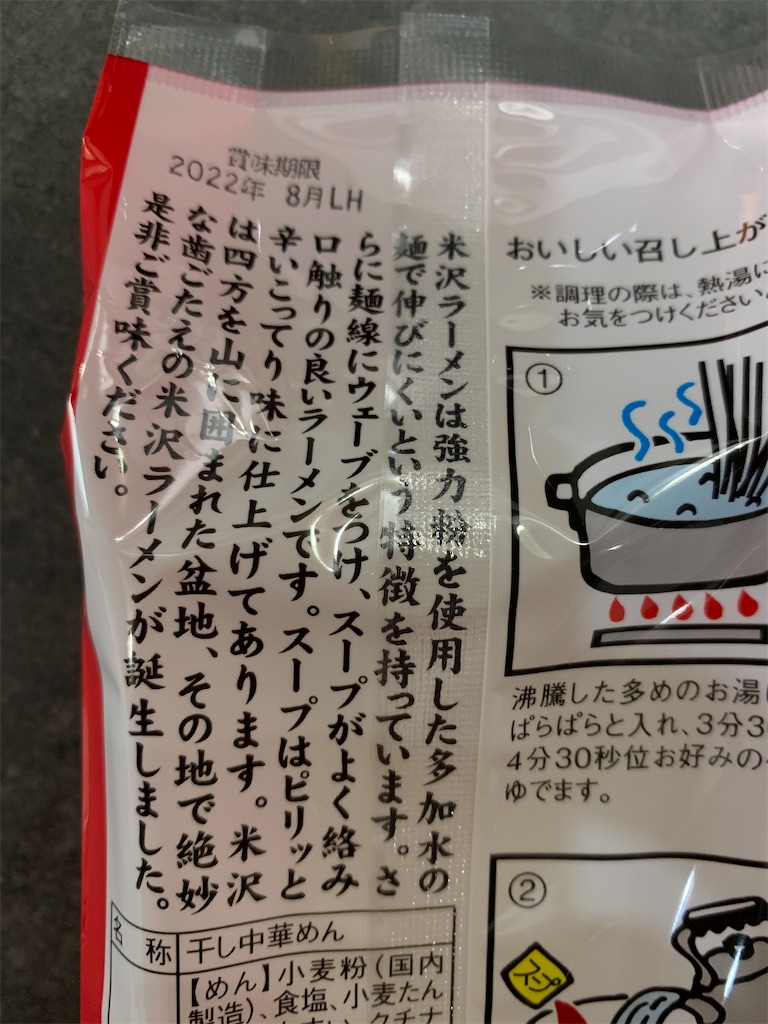 賞味期限
2022年 8月LH
米沢ラーメンは強力粉を使用した多加水の
麺で伸びにくいという特徴を持っています。さ
らに麺線にウェーブをつけ、スープがよく絡み
口触りの良いラーメンです。スープはピリッと
辛いこってり味に仕上げてあります。米沢
は四方を山に囲まれた盆地、その地で絶妙
な歯ごたえの米沢ラーメンが誕生しました。
是非ご賞味ください。
おいしい召し上が
※調理の際は、熱湯に
お気をつけください
①
沸騰した多めのお湯に
ぱらぱらと入れ、3分3
4分30秒位お好みの
ゆでます。
②
スープ
名 称 干し中華めん
【めん】小麦粉(国内
製造)、食塩、小麦たん
クチナ